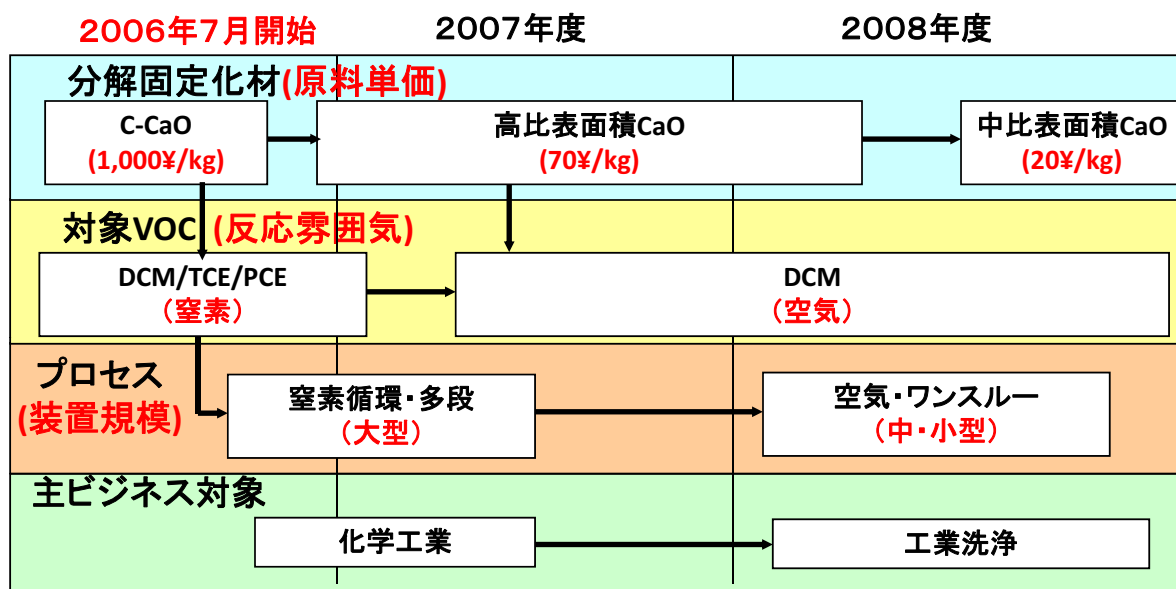 2006年7月開始
2007年度
2008年度
分解固定化材(原料単価)
C-CaO
(1,000¥/kg)
高比表面積CaO
(70¥/kg)
中比表面積CaO
(20¥/kg)
対象VOC (反応雰囲気)
DCM/TCE/PCE
（窒素）
DCM
（空気）
プロセス
(装置規模)
窒素循環・多段
（大型）
空気・ワンスルー
（中・小型）
主ビジネス対象
化学工業
工業洗浄